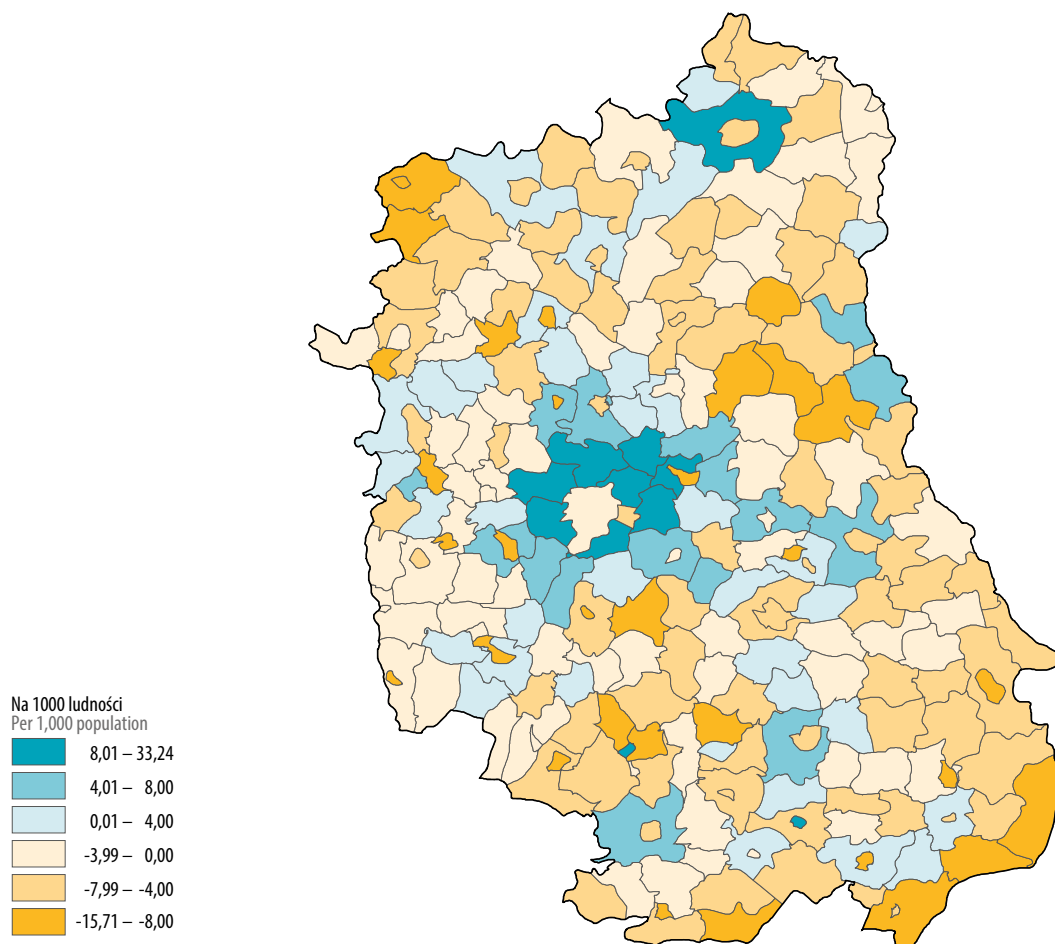 Na 1000 ludności
Per 1,000 population
8,01 – 33,24
4,01 – 8,00
0,01 – 4,00
-3,99 – 0,00
-7,99 – -4,00
-15,71 – -8,00